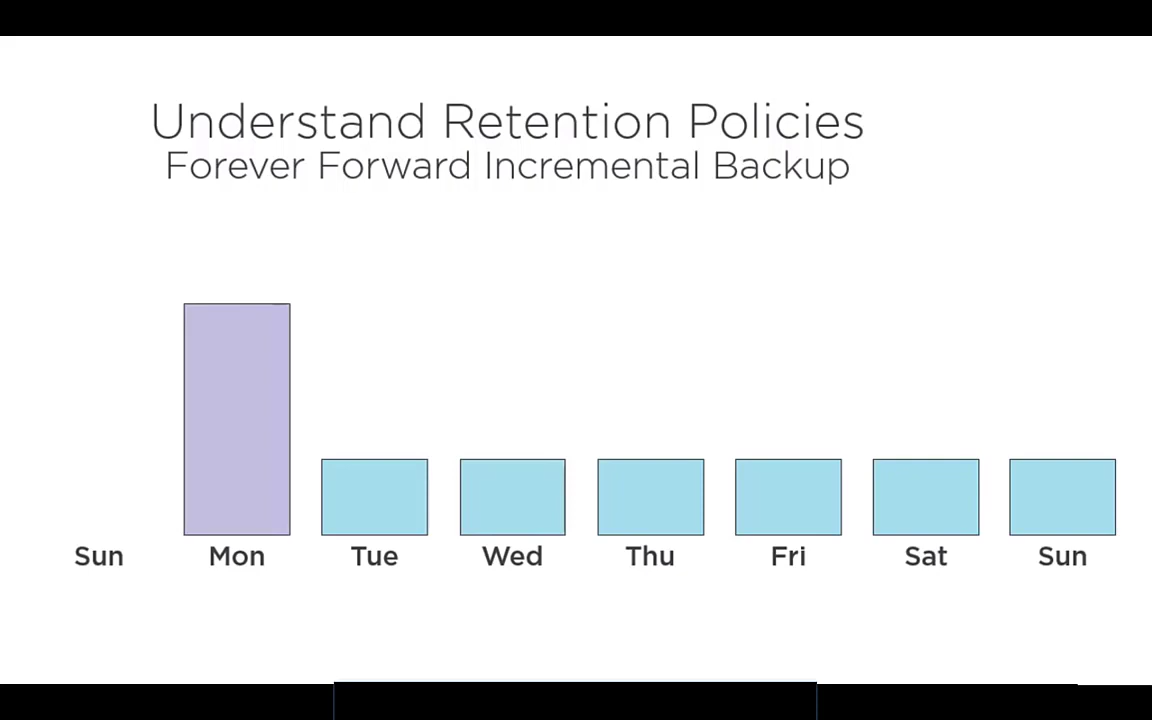 Understand Retention Policies
Forever Forward Incremental Backup
Sun Mon Tue Wed Thu Fri Sat Sun